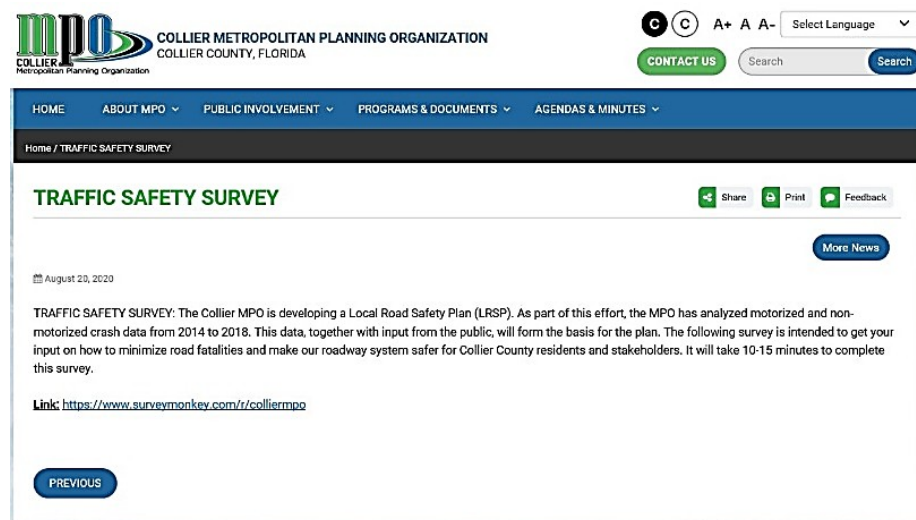 mpo
COLLIER
Metropolitan Planning Organization
COLLIER METROPOLITAN PLANNING ORGANIZATION
COLLIER COUNTY, FLORIDA
C C A+ A A- Select Language
CONTACT US Search Search
HOME ABOUT MPO PUBLIC INVOLVEMENT PROGRAMS & DOCUMENTS AGENDAS & MINUTES
Home / TRAFFIC SAFETY SURVEY
TRAFFIC SAFETY SURVEY
Share Print Feedback
More News
August 20, 2020
TRAFFIC SAFETY SURVEY: The Collier MPO is developing a Local Road Safety Plan (LRSP). As part of this effort, the MPO has analyzed motorized and non-
motorized crash data from 2014 to 2018. This data, together with input from the public, will form the basis for the plan. The following survey is intended to get your
input on how to minimize road fatalities and make our roadway system safer for Collier County residents and stakeholders. It will take 10-15 minutes to complete
this survey.
Link: https://www.surveymonkey.com/r/colliermpo
PREVIOUS